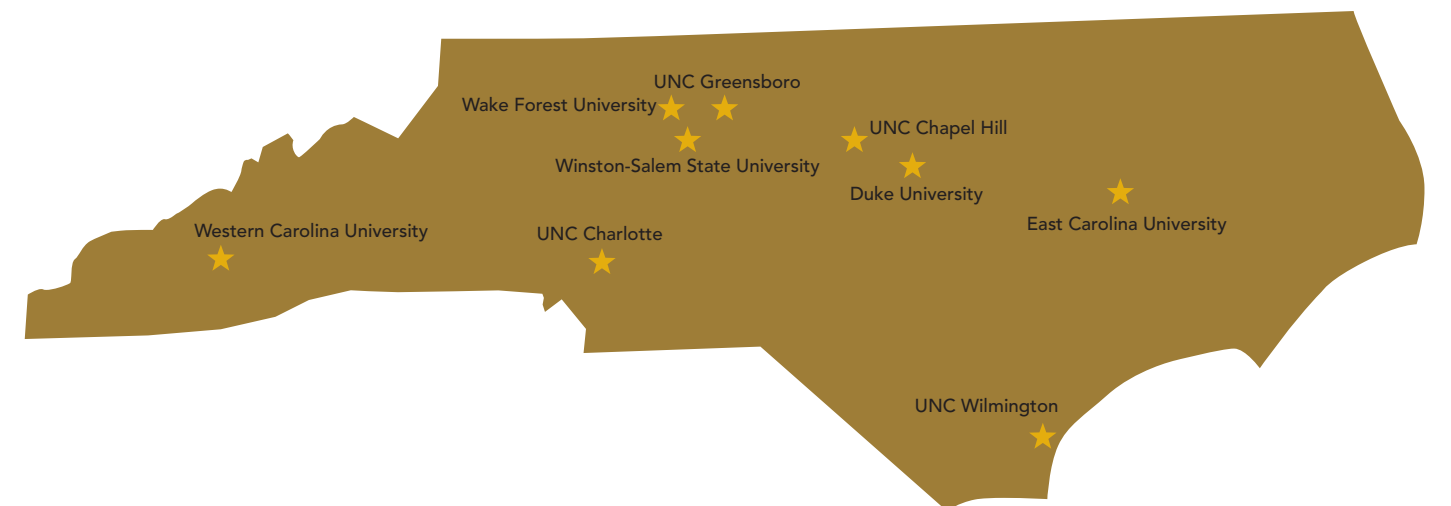 UNC Greensboro
Wake Forest University
UNC Chapel Hill
Winston-Salem State University
Duke University
East Carolina University
Western Carolina University
UNC Charlotte
UNC Wilmington